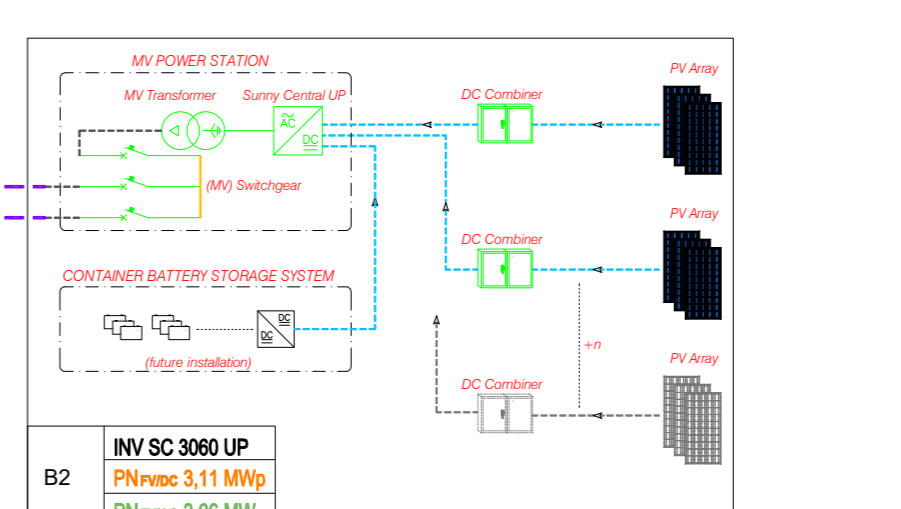 MV POWER STATION
PV Array
MV Transformer
Sunny Central UP
DC Combiner
AC
DC
(MV) Switchgear
PV Array
DC Combiner
CONTAINER BATTERY STORAGE SYSTEM
DC
DC
+n
(future installation)
PV Array
DC Combiner
INV SC 3060 UP
B2
PNFV/DC 3,11 MWp